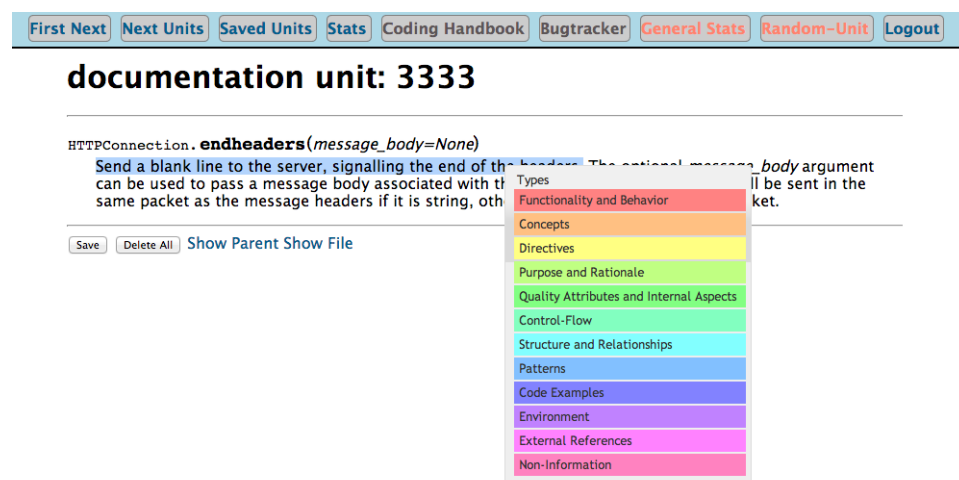 First Next Next Units Saved Units Stats Coding Handbook Bugtracker General Stats Random-Unit Logout
documentation unit: 3333
HTTPConnection.endheaders(message_body=None)
Send a blank line to the server, signalling the end of the headers. The optional message_body argument
can be used to pass a message body associated with th ll be sent in the
same packet as the message headers if it is string, oth ket.
Save Delete All Show Parent Show File
Types
Functionality and Behavior
Concepts
Directives
Purpose and Rationale
Quality Attributes and Internal Aspects
Control-Flow
Structure and Relationships
Patterns
Code Examples
Environment
External References
Non-Information